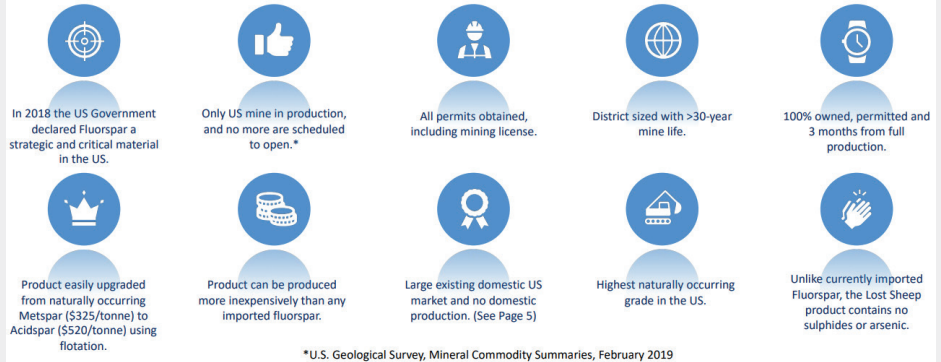 In 2018 the US Government
declared Fluorspar a
strategic and critical material
in the US.
Only US mine in production,
and no more are scheduled
to open.*
All permits obtained,
including mining license.
District sized with >30-year
mine life.
100% owned, permitted and
3 months from full
production.
Product easily upgraded
from naturally occurring
Metspar ($325/tonne) to
Acidspar ($520/tonne) using
flotation.
Product can be produced
more inexpensively than any
imported fluorspar.
Large existing domestic US
market and no domestic
production. (See Page 5)
Highest naturally occurring
grade in the US.
Unlike currently imported
Fluorspar, the Lost Sheep
product contains no
sulphides or arsenic.
*U.S. Geological Survey, Mineral Commodity Summaries, February 2019